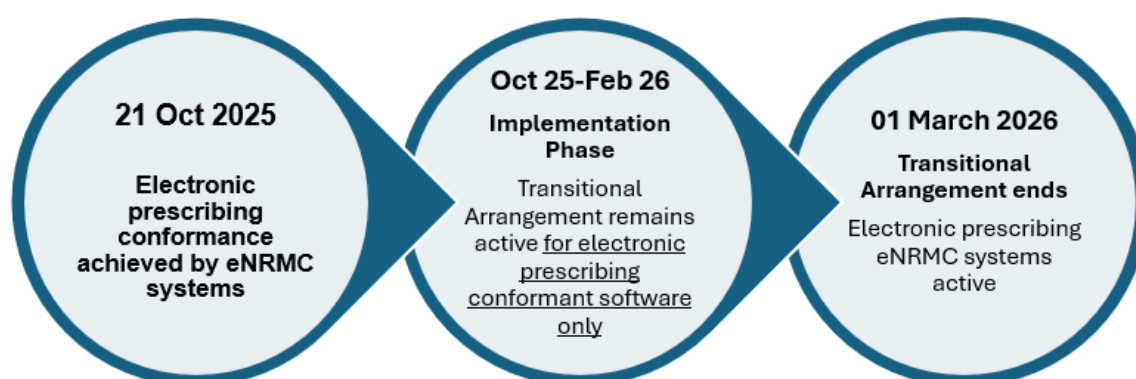 21 Oct 2025
Electronic
prescribing
conformance
achieved by eNRMC
systems
Oct 25-Feb 26
Implementation
Phase
Transitional
Arrangement remains
active for electronic
prescribing
conformant software
only
01 March 2026
Transitional
Arrangement ends
Electronic prescribing
eNRMC systems
active